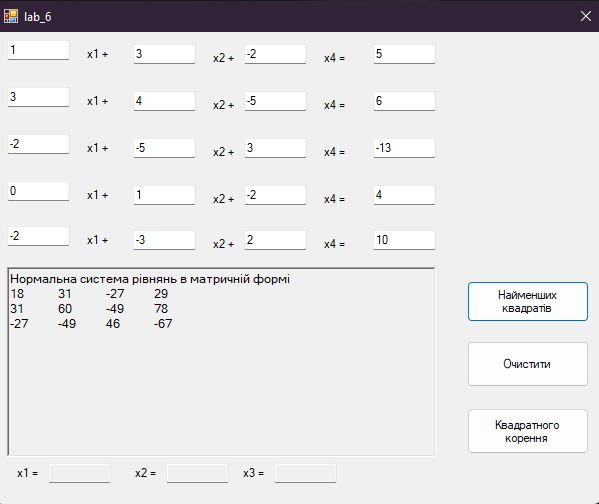 lab_6
1 x1 + 3 x2 + -2 x4 = 5
3 x1 + 4 x2 + -5 x4 = 6
-2 x1 + -5 x2 + 3 x4 = -13
0 x1 + 1 x2 + -2 x4 = 4
-2 x1 + -3 x2 + 2 x4 = 10
Нормальна система рівнянь в матричній формі
18 31 -27 29
31 60 -49 78
-27 -49 46 -67
Найменших
квадратів
Очистити
Квадратного
корення
x1 = x2 = x3 =